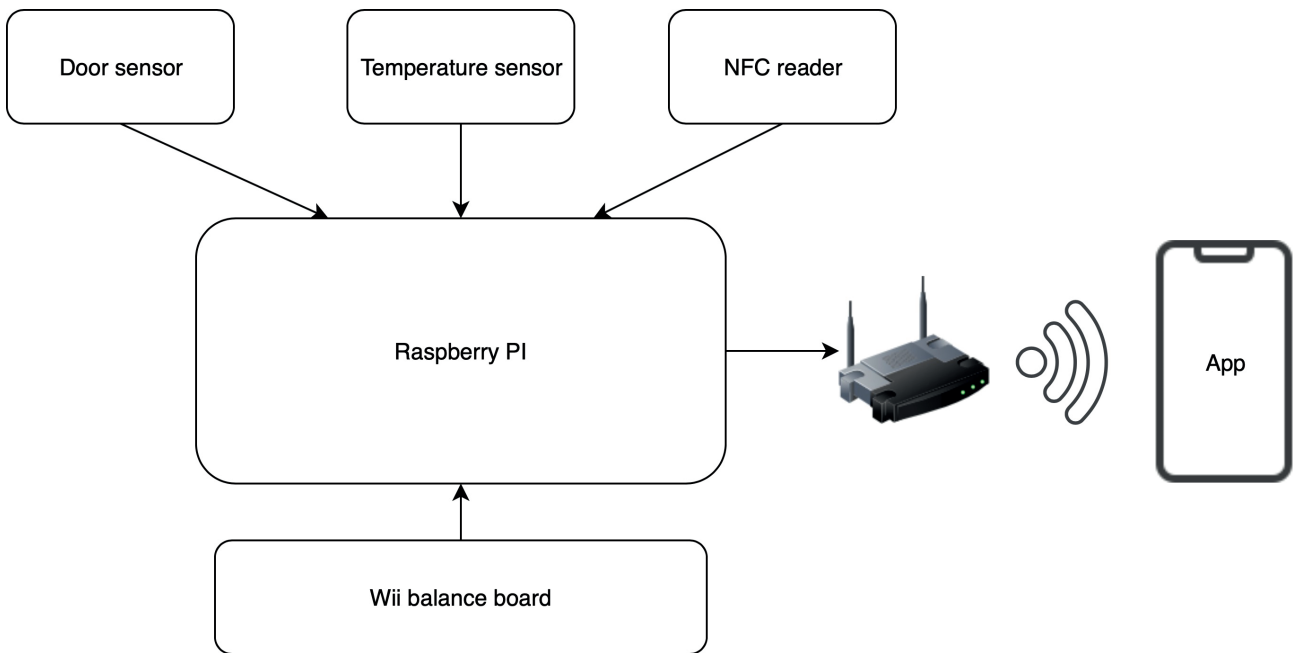 Door sensor
Temperature sensor
NFC reader
Raspberry PI
App
Wii balance board